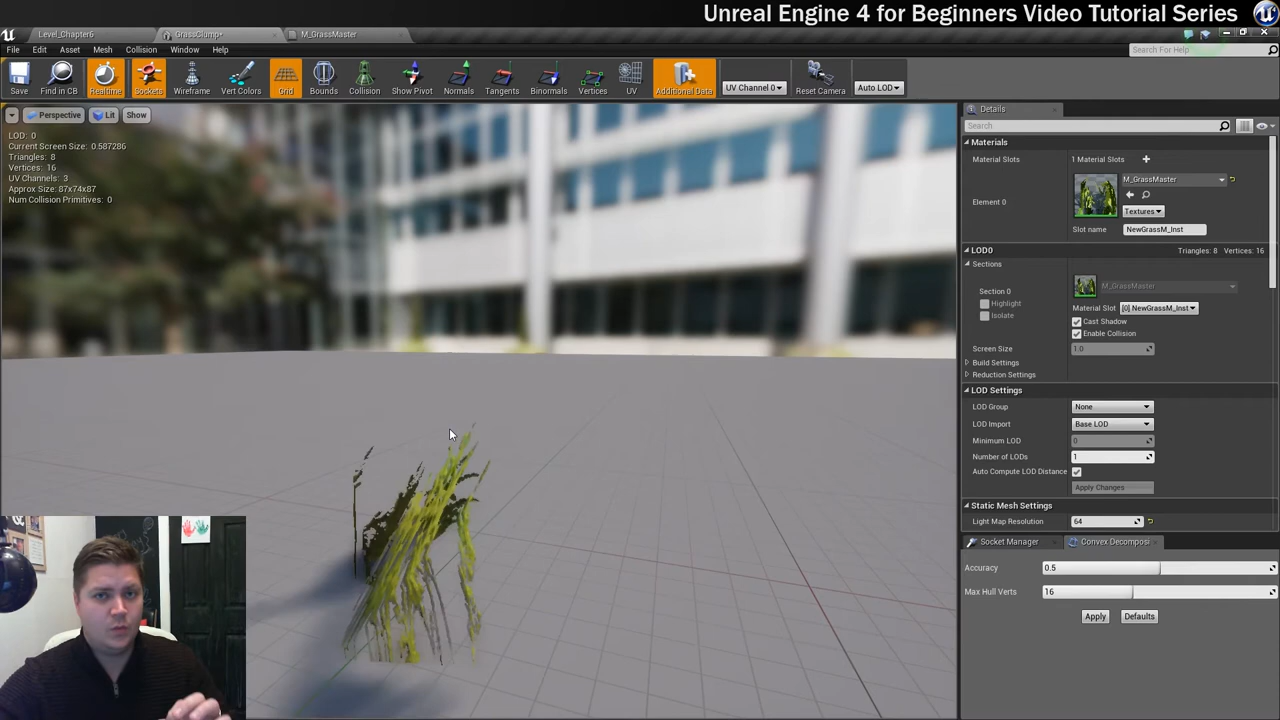 Unreal Engine 4 for Beginners Video Tutorial Series
Level_Chapter6
GrassClump*
M_GrassMaster
File Edit Asset Mesh Collision Window Help
Search For Help
Save
Find in CB
Realtime
Sockets
Wireframe
Vert Colors
Grid
Bounds
Collision
Show Pivot
Normals
Tangents
Binormals
Vertices
UV
Additional Data
UV Channel 0
Reset Camera
Auto LOD
Perspective
Lit
Show
LOD: 0
Current Screen Size: 0.587286
Triangles: 8
Vertices: 16
UV Channels: 3
Approx Size: 87x74x87
Num Collision Primitives: 0
Details
Search
Materials
Material Slots 1 Material Slots
Element 0
M_GrassMaster
Textures
Slot name NewGrassM_Inst
LOD0 Triangles: 8 Vertices: 16
Sections
Section 0
Highlight
Isolate
M_GrassMaster
Material Slot [0] NewGrassM_Inst
Cast Shadow
Enable Collision
Screen Size 1.0
Build Settings
Reduction Settings
LOD Settings
LOD Group None
LOD Import Base LOD
Minimum LOD 0
Number of LODs 1
Auto Compute LOD Distance
Apply Changes
Static Mesh Settings
Light Map Resolution 64
Socket Manager
Convex Decomposi
Accuracy 0.5
Max Hull Verts 16
Apply
Defaults